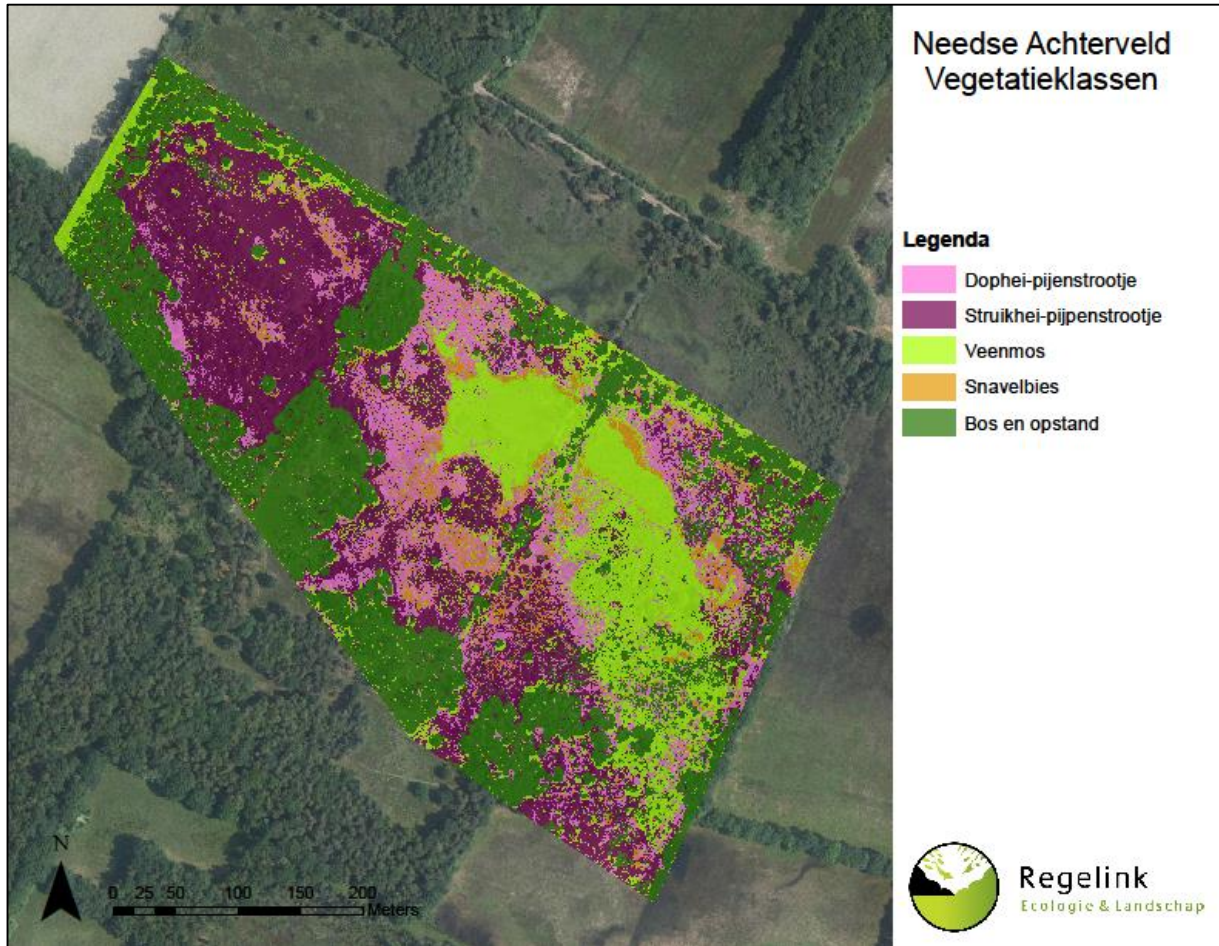 Needse Achterveld
Vegetatieklassen
Legenda
Dophei-pijenstrootje
Struikhei-pijpenstrootje
Veenmos
Snavelbies
Bos en opstand
N
0 25 50 100 150 200
Meters
Regelink
Ecologie & Landschap